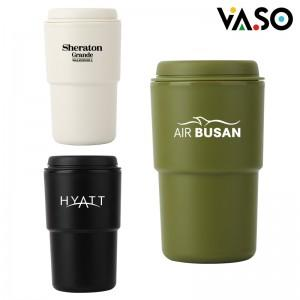 VASO
Sheraton
Grande
AIR BUSAN
HYATT